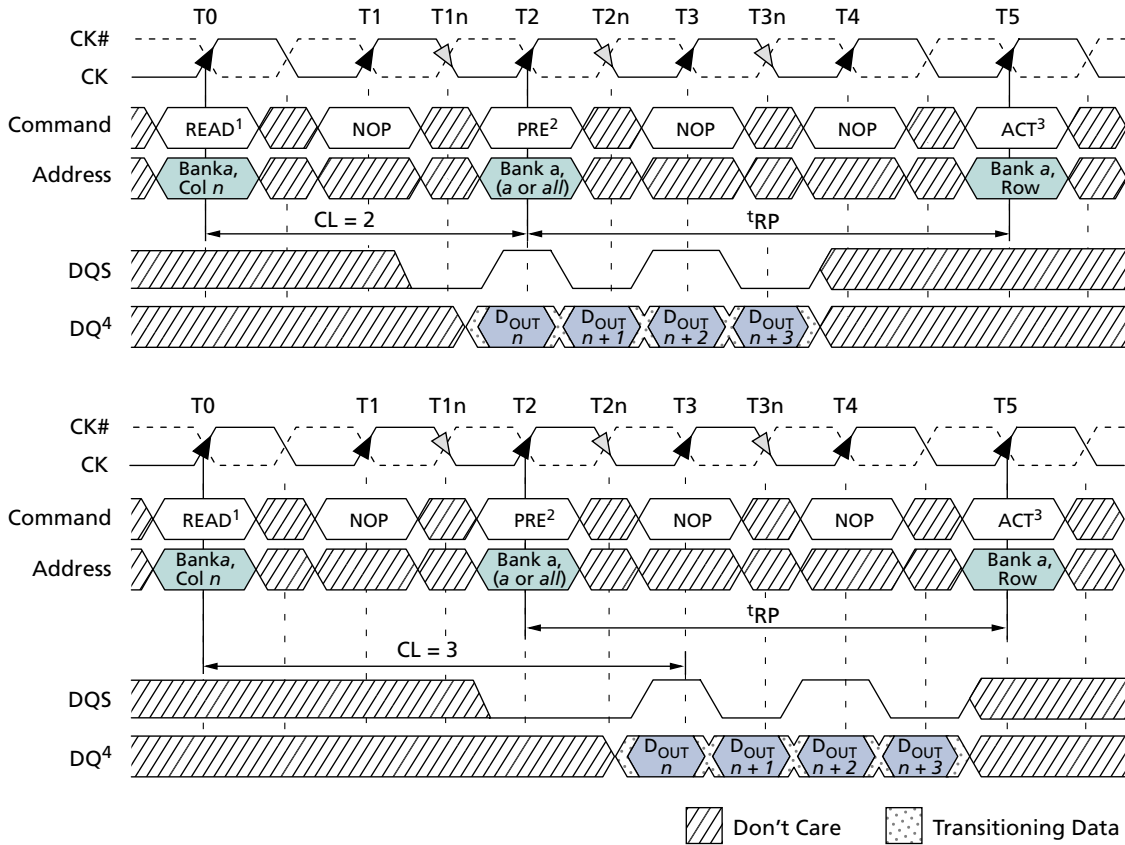 T0 T1 T1n T2 T2n T3 T3n T4 T5
CK#
CK
Command READ¹ NOP PRE² NOP NOP ACT³
Address Banka, Col n Bank a, (a or all) Bank a, Row
CL = 2 tRP
DQS
DQ⁴ DOUT n DOUT n + 1 DOUT n + 2 DOUT n + 3
T0 T1 T1n T2 T2n T3 T3n T4 T5
CK#
CK
Command READ¹ NOP PRE² NOP NOP ACT³
Address Banka, Col n Bank a, (a or all) Bank a, Row
tRP
CL = 3
DQS
DQ⁴ DOUT n DOUT n + 1 DOUT n + 2 DOUT n + 3
Don't Care Transitioning Data